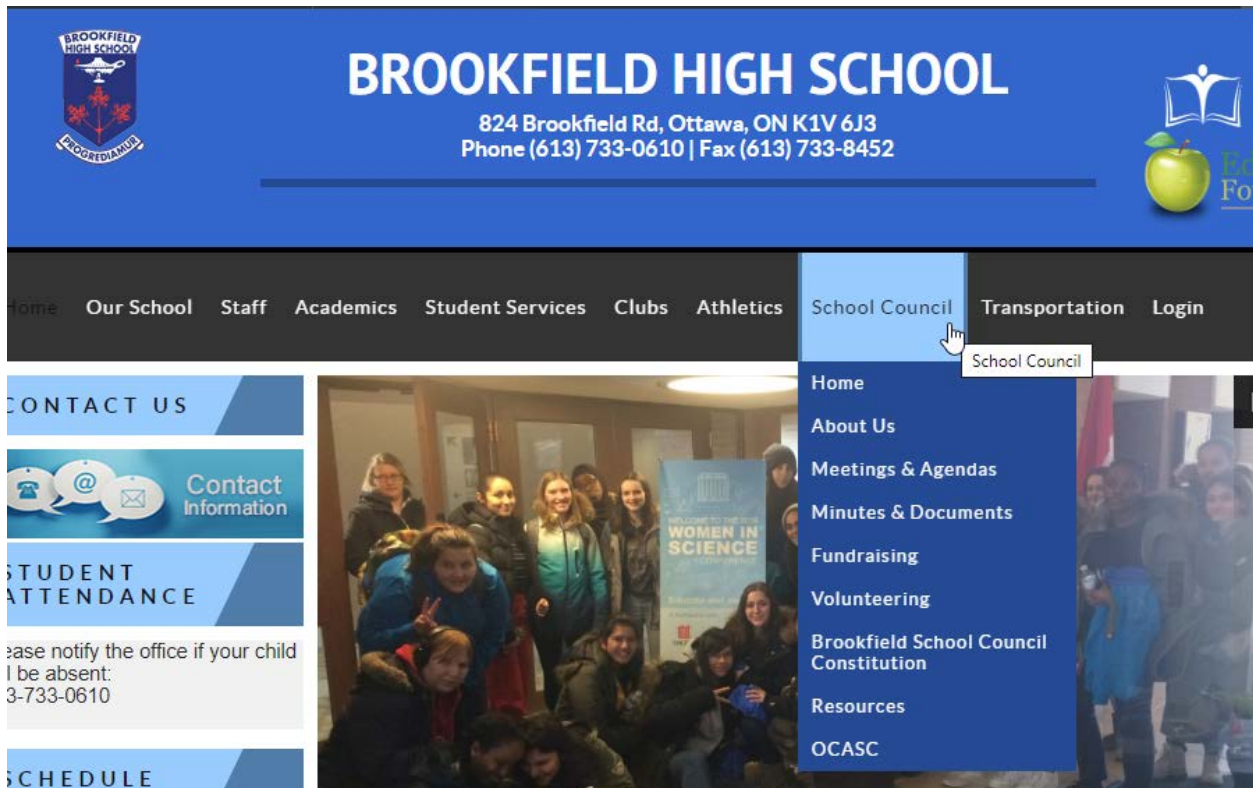 BROOKFIELD
HIGH SCHOOL
PROGREDIAMUR
BROOKFIELD HIGH SCHOOL
824 Brookfield Rd, Ottawa, ON K1V 6J3
Phone (613) 733-0610 | Fax (613) 733-8452
Home Our School Staff Academics Student Services Clubs Athletics School Council Transportation Login
School Council
Home
About Us
Meetings & Agendas
Minutes & Documents
Fundraising
Volunteering
Brookfield School Council
Constitution
Resources
OCASC
CONTACT US
Contact
Information
STUDENT
ATTENDANCE
ease notify the office if your child
l be absent:
3-733-0610
SCHEDULE
WOMEN IN
SCIENCE